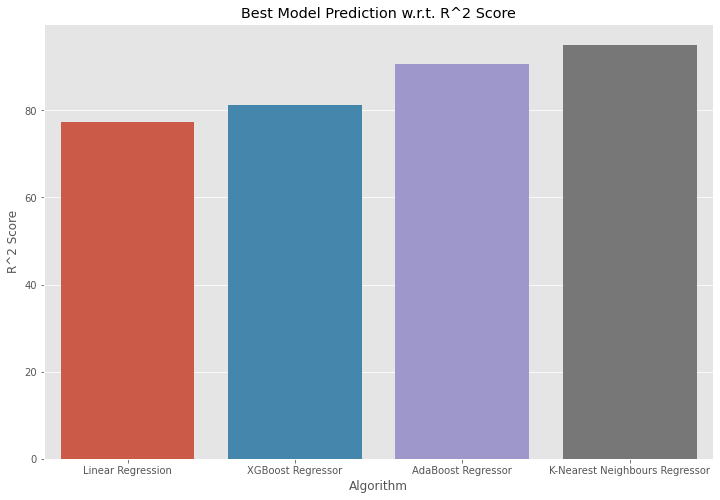 Best Model Prediction w.r.t. R^2 Score
R^2 Score
80
60
40
20
0
Linear Regression
XGBoost Regressor
AdaBoost Regressor
K-Nearest Neighbours Regressor
Algorithm